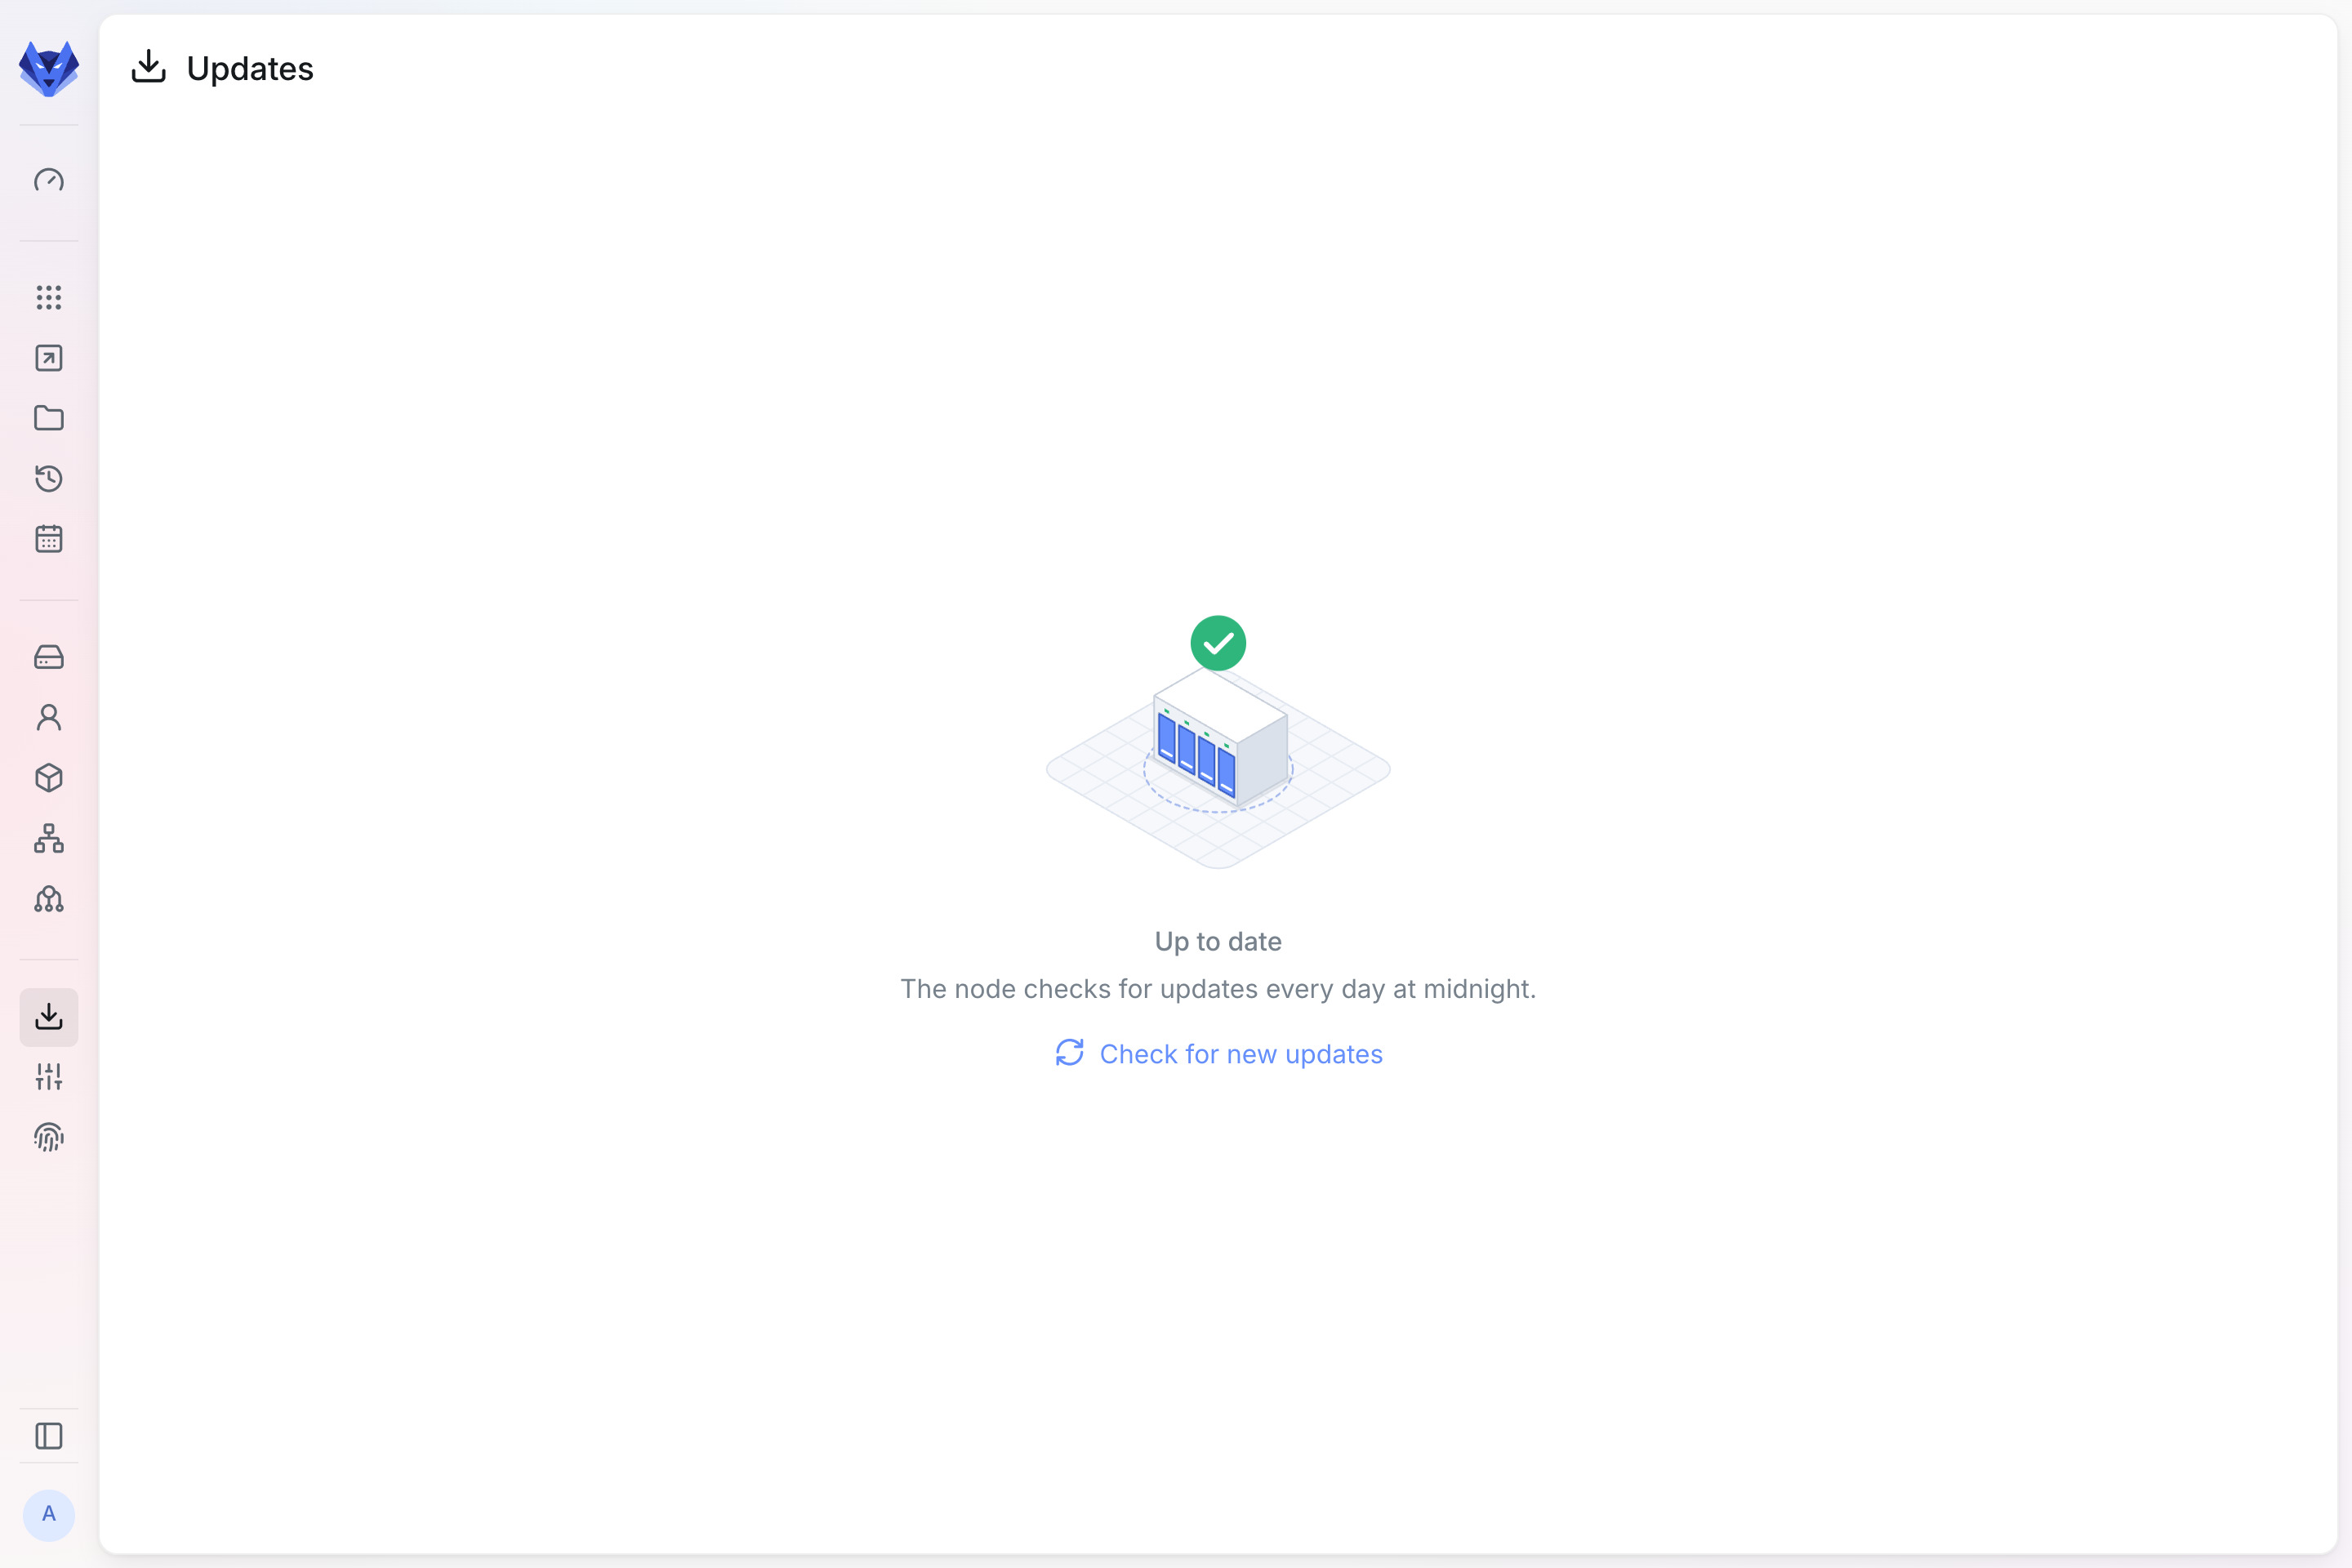 Updates
Up to date
The node checks for updates every day at midnight.
Check for new updates
A